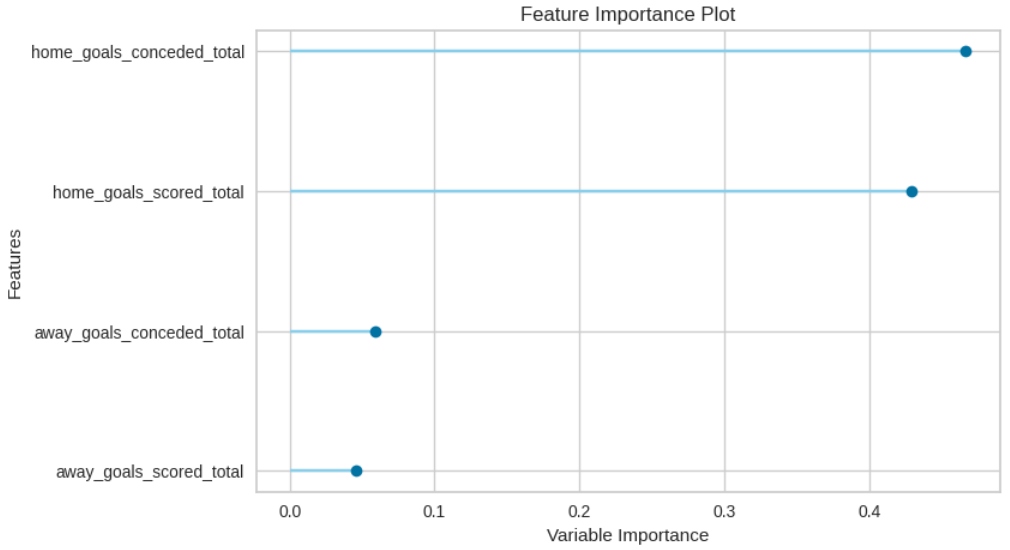 Feature Importance Plot
home_goals_conceded_total
home_goals_scored_total
away_goals_conceded_total
away_goals_scored_total
Features
0.0 0.1 0.2 0.3 0.4
Variable Importance